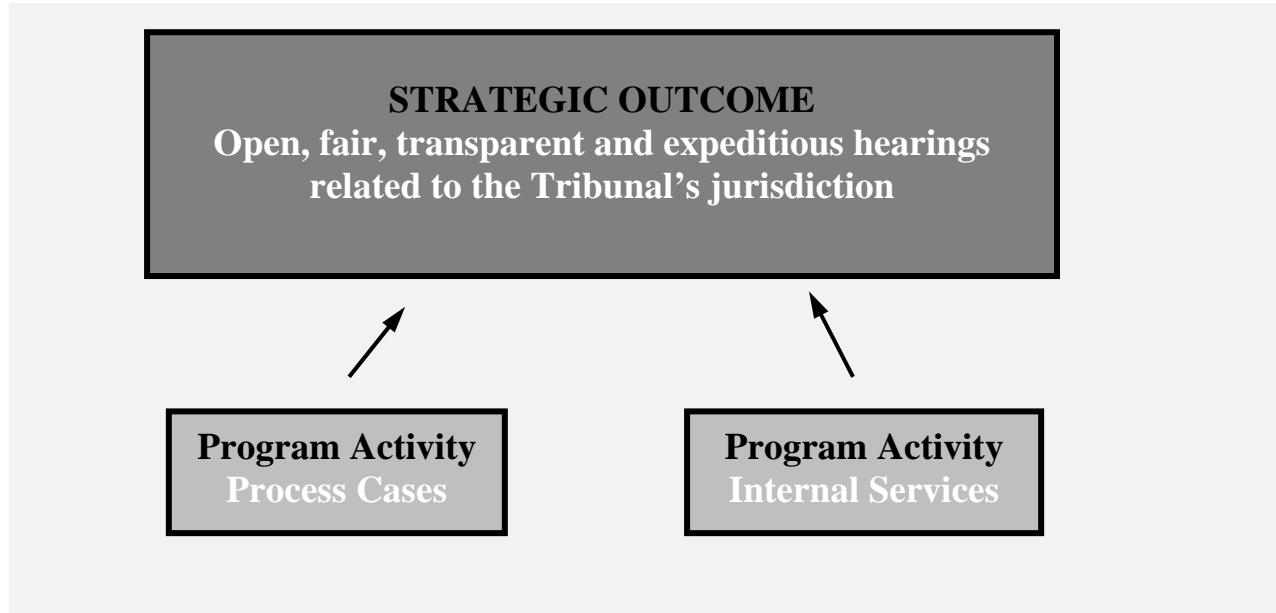 STRATEGIC OUTCOME
Open, fair, transparent and expeditious hearings
related to the Tribunal’s jurisdiction
Program Activity
Process Cases
Program Activity
Internal Services